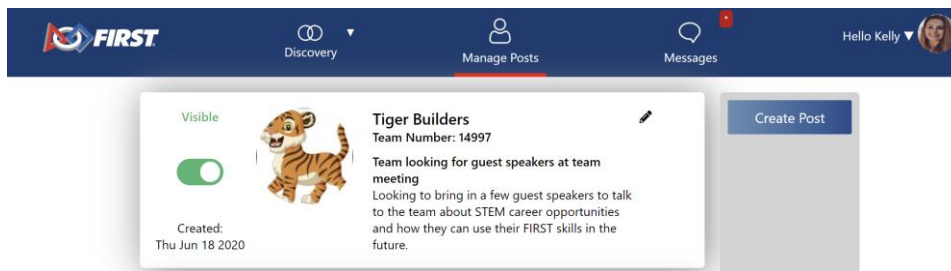 FIRST
Discovery ▼
Manage Posts
Messages
*
Hello Kelly ▼
Visible
Created:
Thu Jun 18 2020
Tiger Builders
Team Number: 14997
Team looking for guest speakers at team
meeting
Looking to bring in a few guest speakers to talk
to the team about STEM career opportunities
and how they can use their FIRST skills in the
future.
Create Post